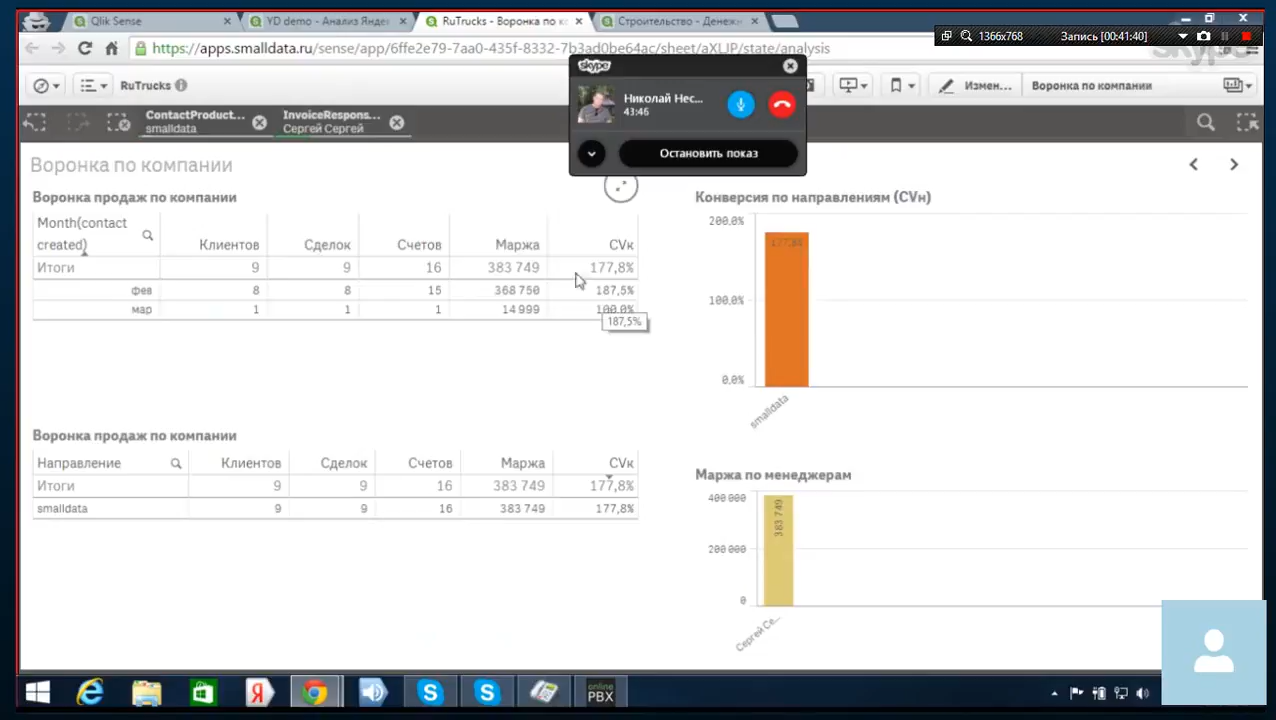 Qlik Sense
YD demo - Анализ Яндек
RuTrucks - Воронка по к
Строительство - Денежн
https://apps.smalldata.ru/sense/app/6ffe2e79-7aa0-435f-8332-7b3ad0be64ac/sheet/aXLJP/state/analysis
1366x768
Запись [00:41:40]
skype
Николай Нес...
43:46
Остановить показ
RuTrucks
Измен...
Воронка по компании
ContactProduct...
smalldata
InvoiceRespons...
Сергей Сергей
Воронка по компании
Воронка продаж по компании
Month(contact created) Клиентов Сделок Счетов Маржа CVк
Итоги 9 9 16 383 749 177,8%
фев 8 8 15 368 750 187,5%
мар 1 1 1 14 999 100,0%
187,5%
Воронка продаж по компании
Направление Клиентов Сделок Счетов Маржа CVк
Итоги 9 9 16 383 749 177,8%
smalldata 9 9 16 383 749 177,8%
Конверсия по направлениям (CVн)
200,0%
177,8%
100,0%
0,0%
smalldata
Маржа по менеджерам
400 000
383 749
200 000
0
Сергей Се...
online
PBX